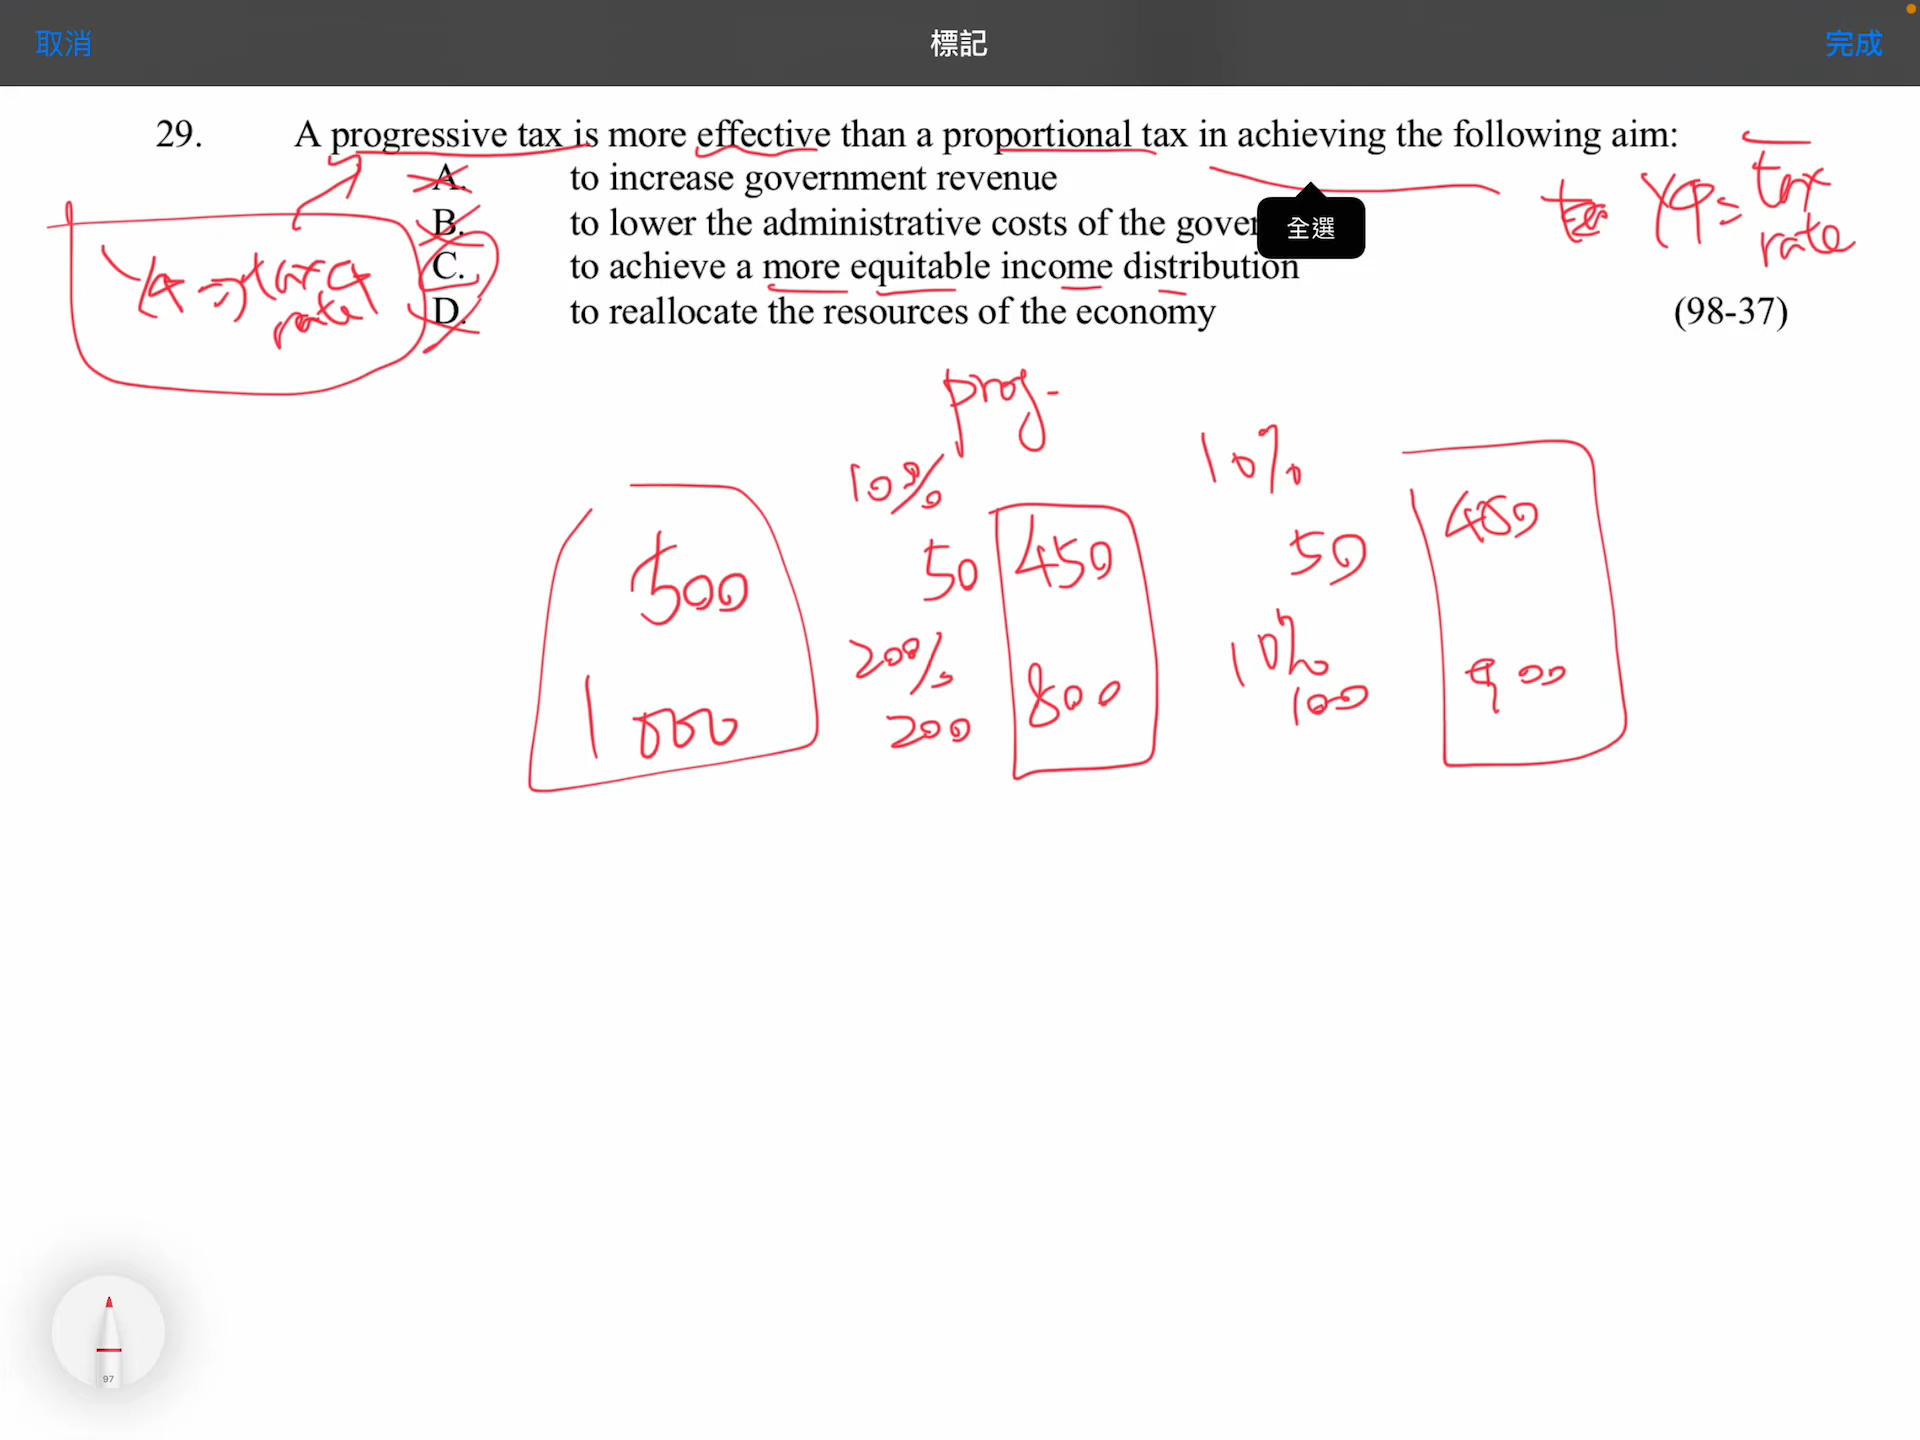 取消
標記
完成
29. A progressive tax is more effective than a proportional tax in achieving the following aim:
A. to increase government revenue
B. to lower the administrative costs of the gover
全選
C. to achieve a more equitable income distribution
D. to reallocate the resources of the economy (98-37)
tax
rate
tax
rate
prog.
10%
10%
450
500
50
450
50
20%
10%
800
900
1000
200
100
97